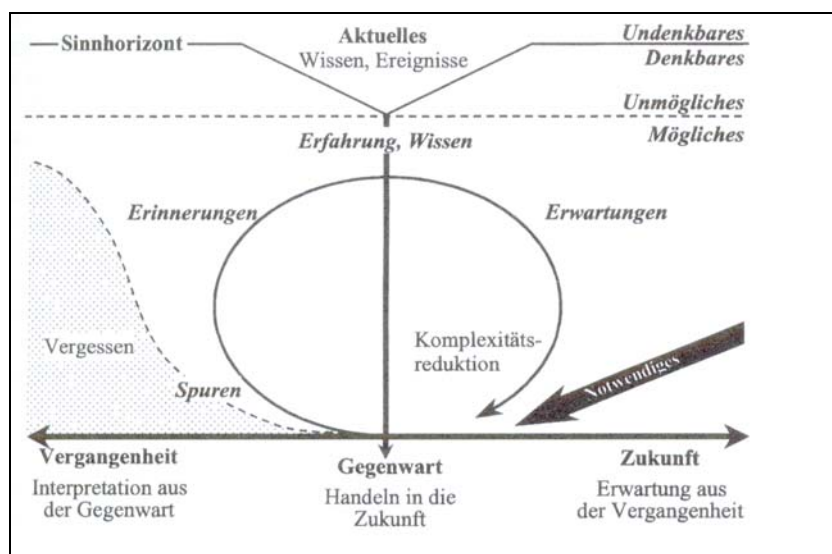 Sinnhorizont
Aktuelles
Wissen, Ereignisse
Undenkbares
Denkbares
Unmögliches
Mögliches
Erfahrung, Wissen
Erinnerungen
Erwartungen
Vergessen
Komplexitäts-
reduktion
Notwendiges
Spuren
Vergangenheit
Interpretation aus
der Gegenwart
Gegenwart
Handeln in die
Zukunft
Zukunft
Erwartung aus
der Vergangenheit